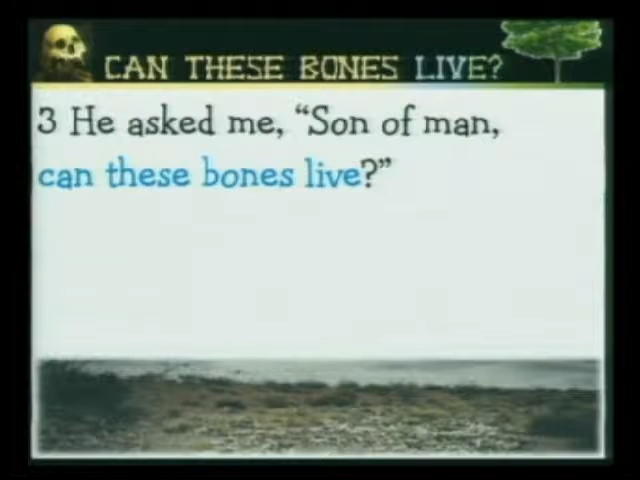 CAN THESE BONES LIVE?
3 He asked me, “Son of man,
can these bones live?”